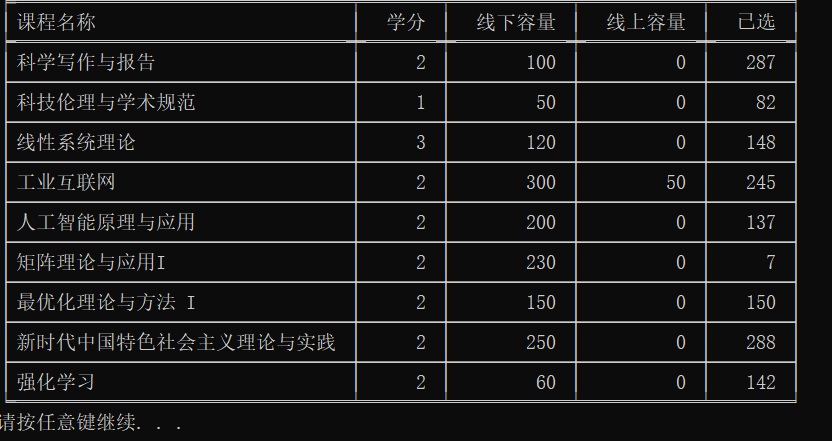 课程名称 学分 线下容量 线上容量 已选
科学写作与报告 2 100 0 287
科技伦理与学术规范 1 50 0 82
线性系统理论 3 120 0 148
工业互联网 2 300 50 245
人工智能原理与应用 2 200 0 137
矩阵理论与应用I 2 230 0 7
最优化理论与方法 I 2 150 0 150
新时代中国特色社会主义理论与实践 2 250 0 288
强化学习 2 60 0 142
请按任意键继续. . .